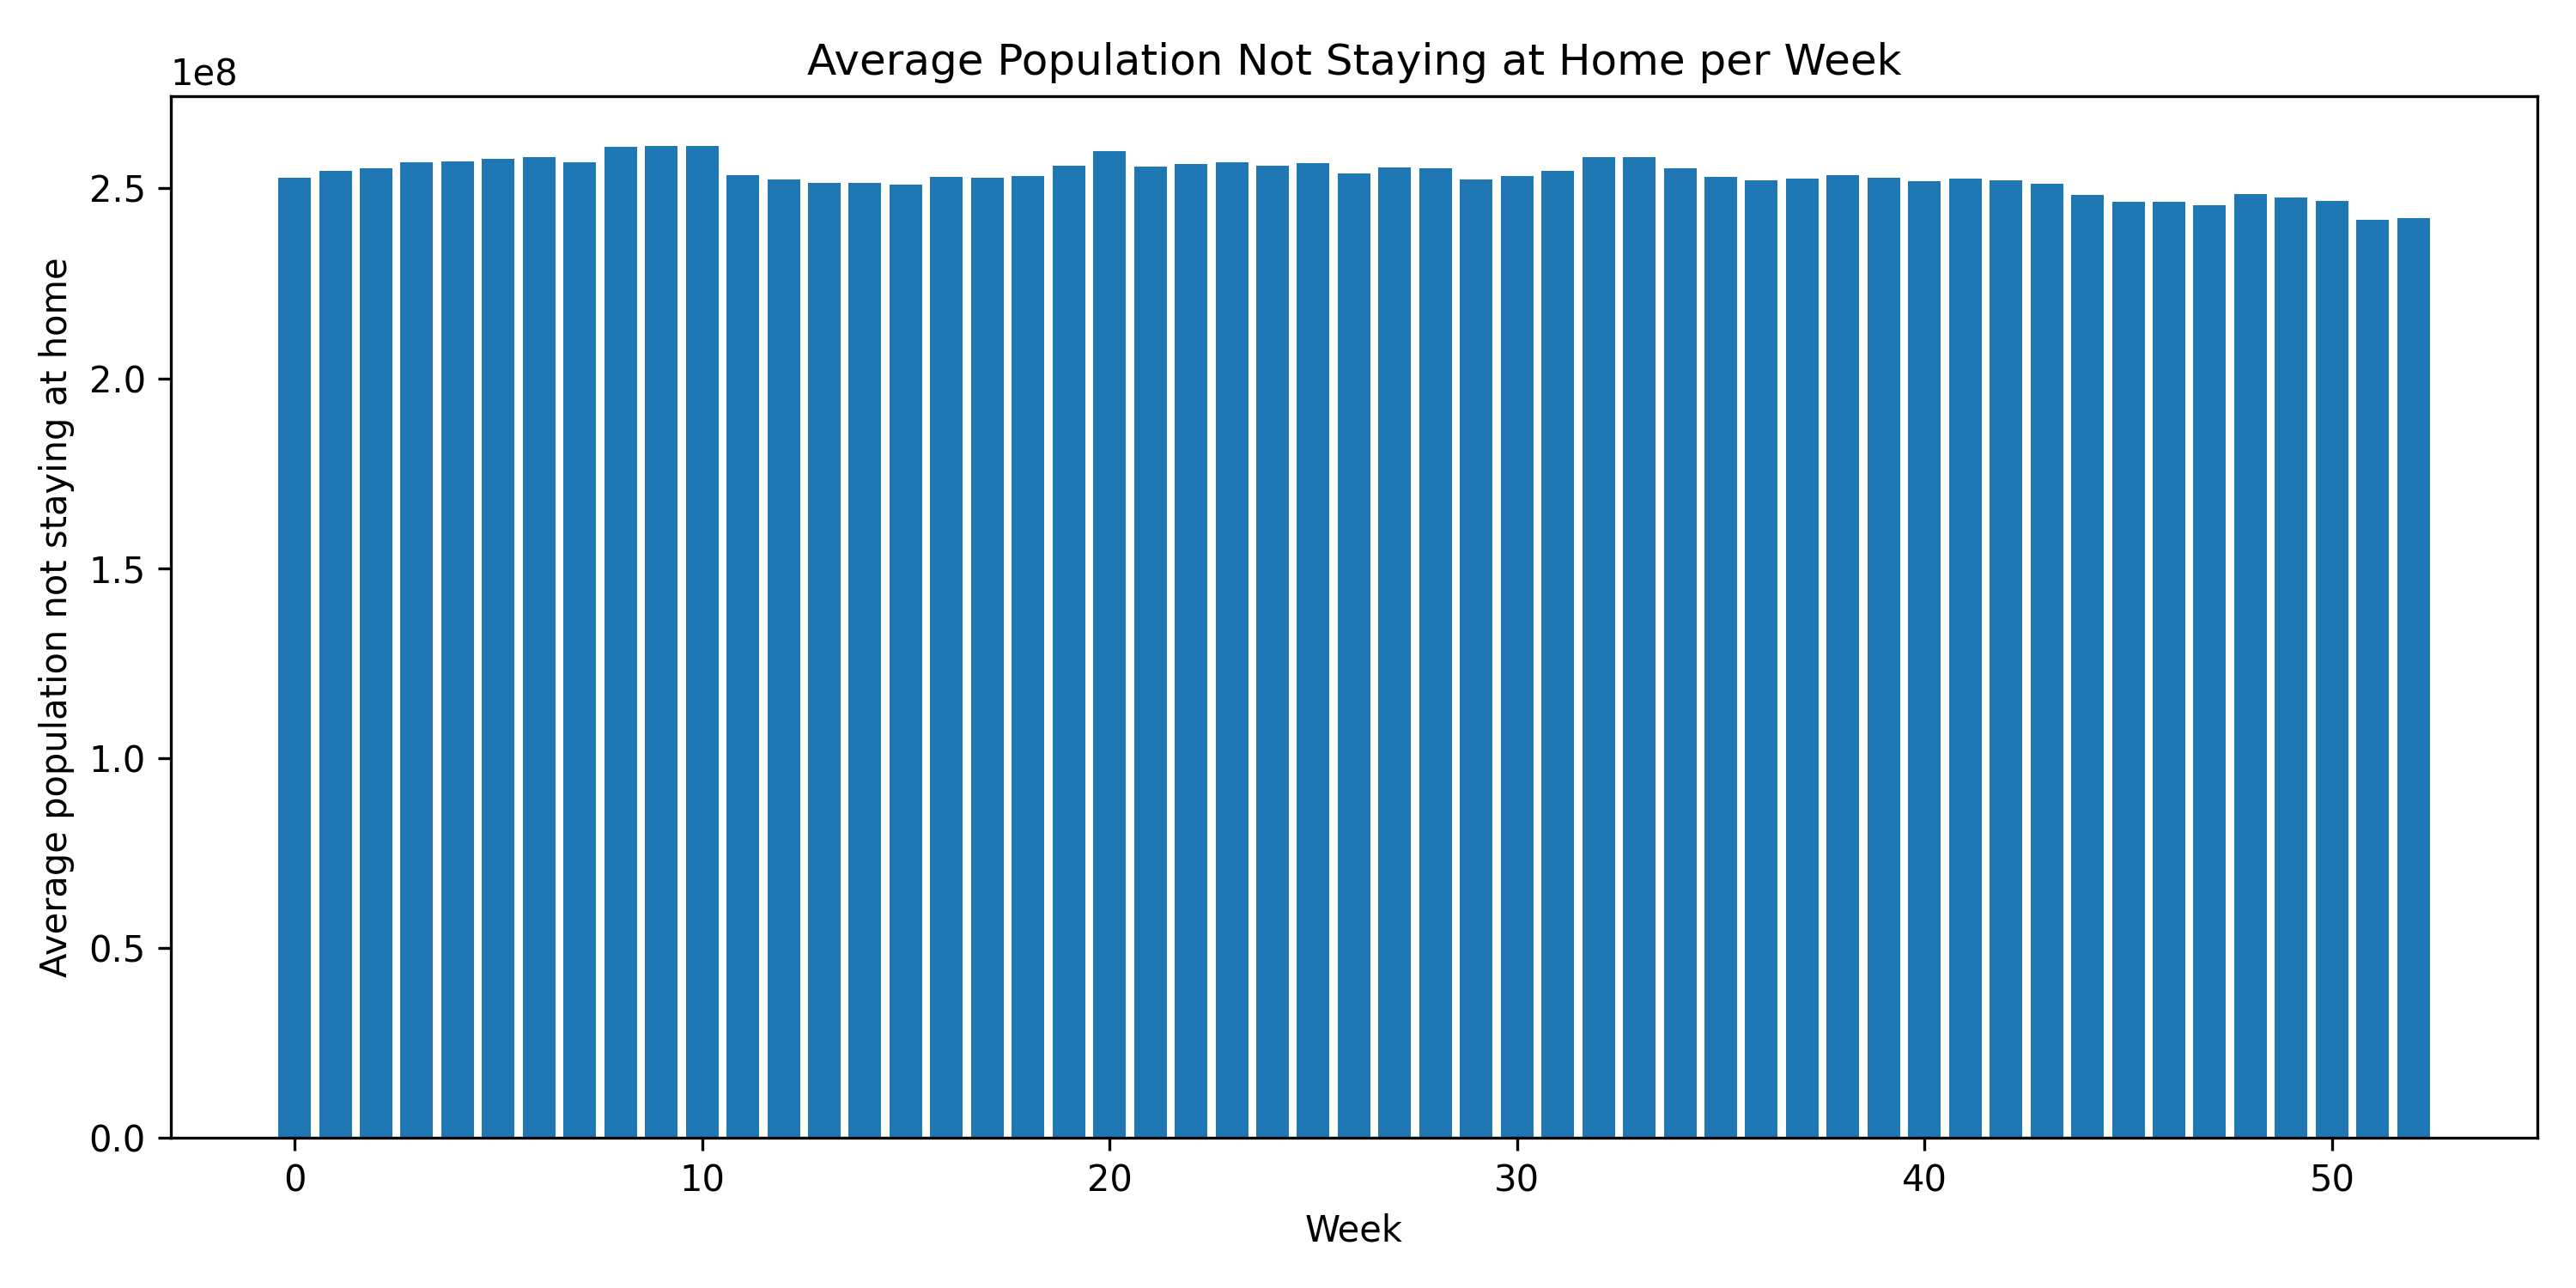 Average Population Not Staying at Home per Week
1e8
2.5
2.0
1.5
1.0
0.5
0.0
Average population not staying at home
0 10 20 30 40 50
Week